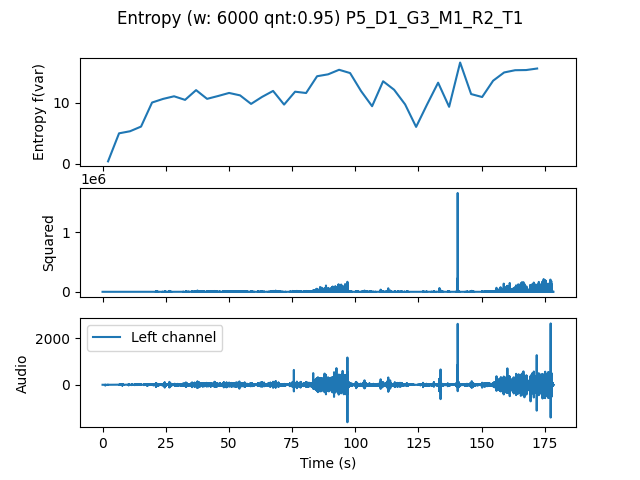 Entropy (w: 6000 qnt:0.95) P5_D1_G3_M1_R2_T1
Entropy f(var)
10
0
1e6
Squared
1
0
Audio
2000
0
Left channel
0 25 50 75 100 125 150 175
Time (s)